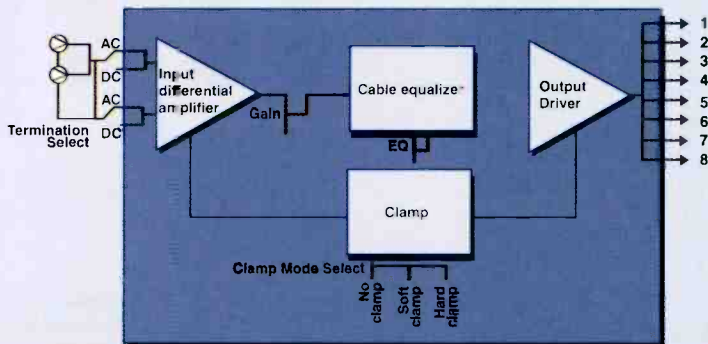 AC
DC
AC
DC
Termination
Select
Input
differential
amplifier
Gain
Cable equalize
EQ
Output
Driver
1
2
3
4
5
6
7
8
Clamp
Clamp Mode Select
No
clamp
Soft
clamp
Hard
clamp